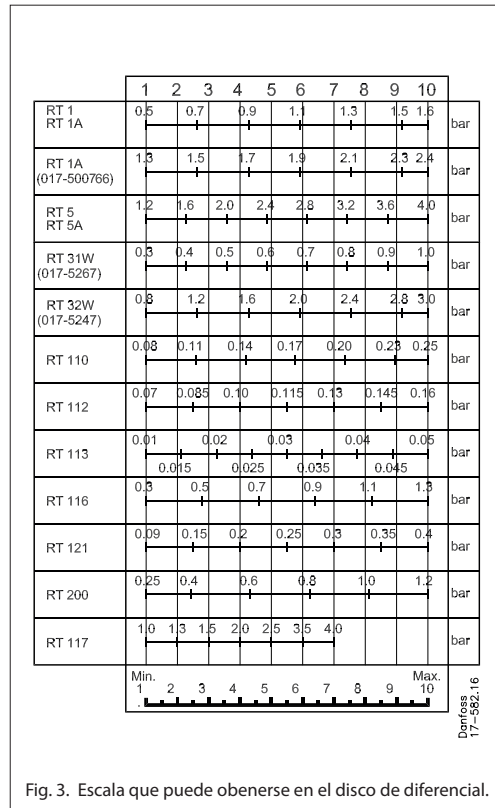 1 2 3 4 5 6 7 8 9 10
RT 1
RT 1A
0.5 0.7 0.9 1.1 1.3 1.5 1.6
bar
RT 1A
(017-500766)
1.3 1.5 1.7 1.9 2.1 2.3 2.4
bar
RT 5
RT 5A
1.2 1.6 2.0 2.4 2.8 3.2 3.6 4.0
bar
RT 31W
(017-5267)
0.3 0.4 0.5 0.6 0.7 0.8 0.9 1.0
bar
RT 32W
(017-5247)
0.8 1.2 1.6 2.0 2.4 2.8 3.0
bar
RT 110
0.08 0.11 0.14 0.17 0.20 0.23 0.25
bar
RT 112
0.07 0.085 0.10 0.115 0.13 0.145 0.16
bar
RT 113
0.01 0.02 0.03 0.04 0.05
0.015 0.025 0.035 0.045
bar
RT 116
0.3 0.5 0.7 0.9 1.1 1.3
bar
RT 121
0.09 0.15 0.2 0.25 0.3 0.35 0.4
bar
RT 200
0.25 0.4 0.6 0.8 1.0 1.2
bar
RT 117
1.0 1.3 1.5 2.0 2.5 3.5 4.0
bar
Min. Max.
1 2 3 4 5 6 7 8 9 10
Danfoss
17-582.16
Fig. 3. Escala que puede obenerse en el disco de diferencial.